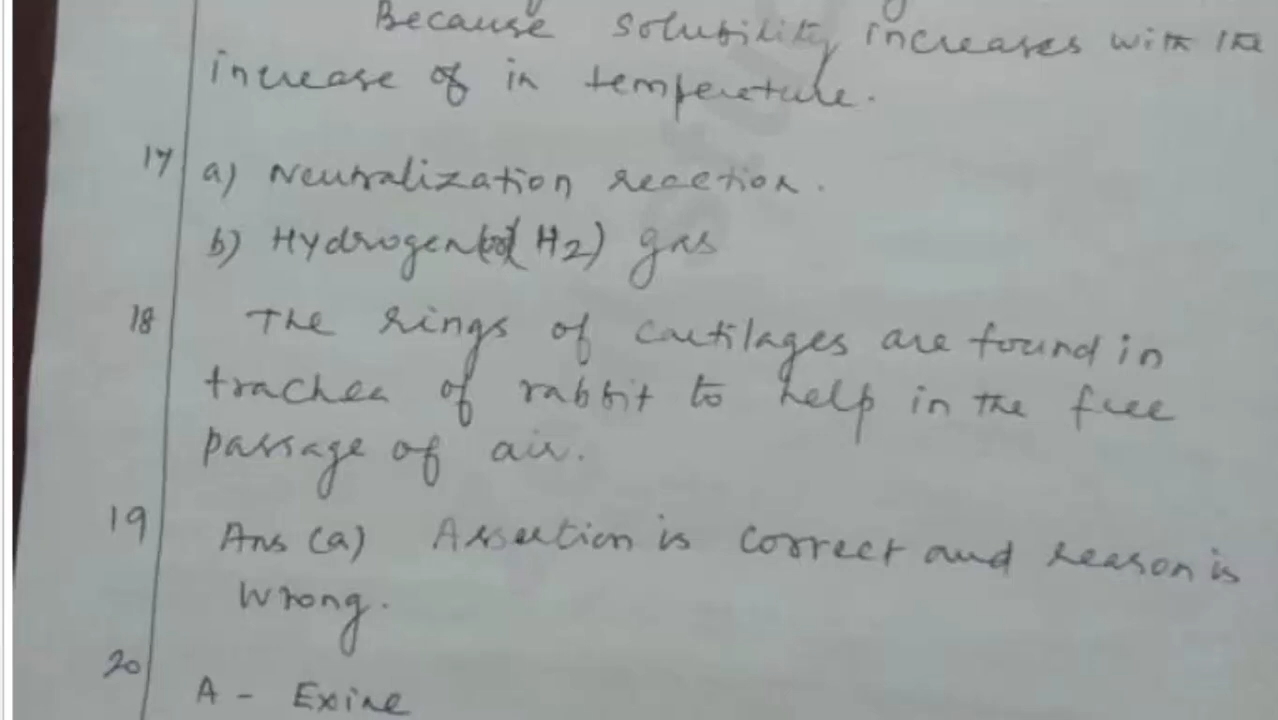 Because solubility increases with the
increase of in temperature.
17 a) Neutralization reaction.
b) Hydrogen (H2) gas
18 The rings of cartilages are found in
trachea of rabbit to help in the free
passage of air.
19 Ans (a) Assertion is correct and reason is
wrong.
20
A - Exine